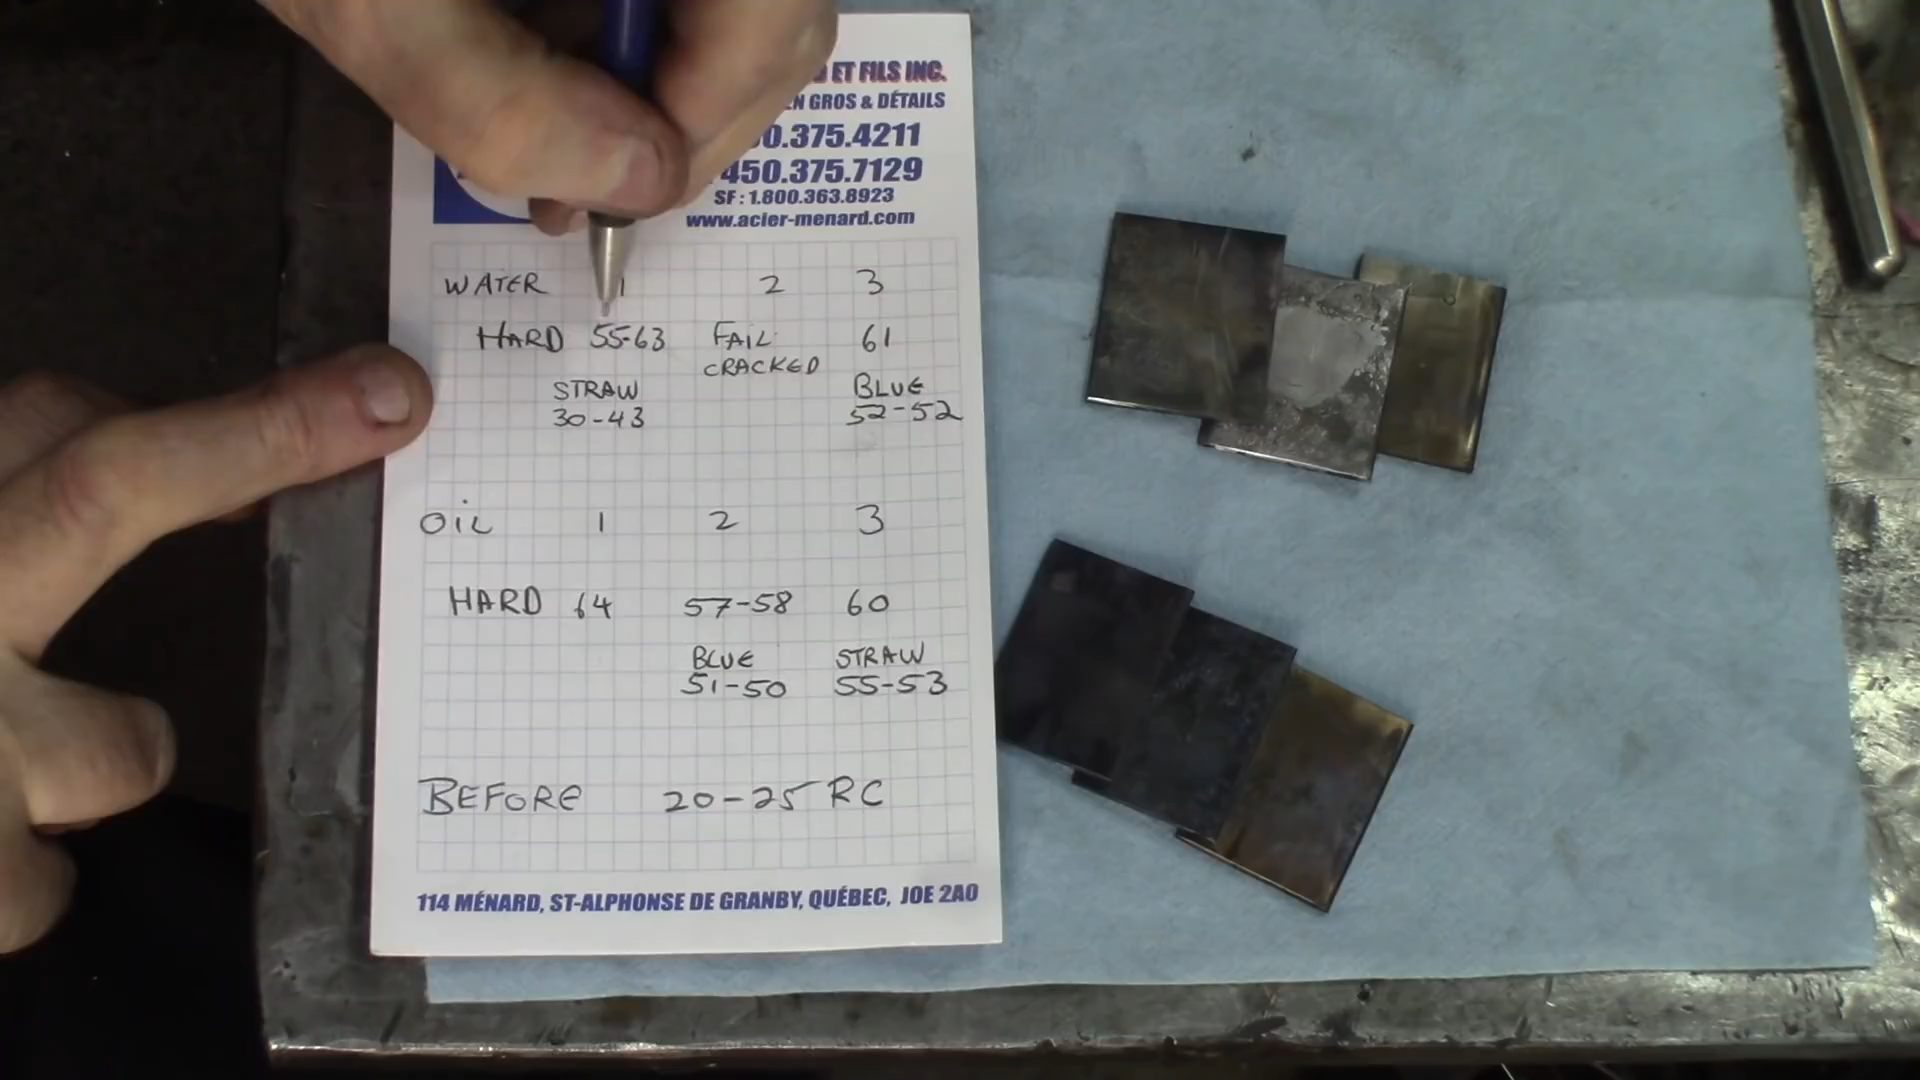 ET FILS INC.
EN GROS & DÉTAILS
0.375.4211
450.375.7129
SF : 1.800.363.8923
www.acier-menard.com
WATER 1 2 3
HARD 55-63 FAIL 61
CRACKED
STRAW BLUE
30-43 52-52
OIL 1 2 3
HARD 64 57-58 60
BLUE STRAW
51-50 55-53
BEFORE 20-25 RC
114 MÉNARD, ST-ALPHONSE DE GRANBY, QUÉBEC, JOE 2A0